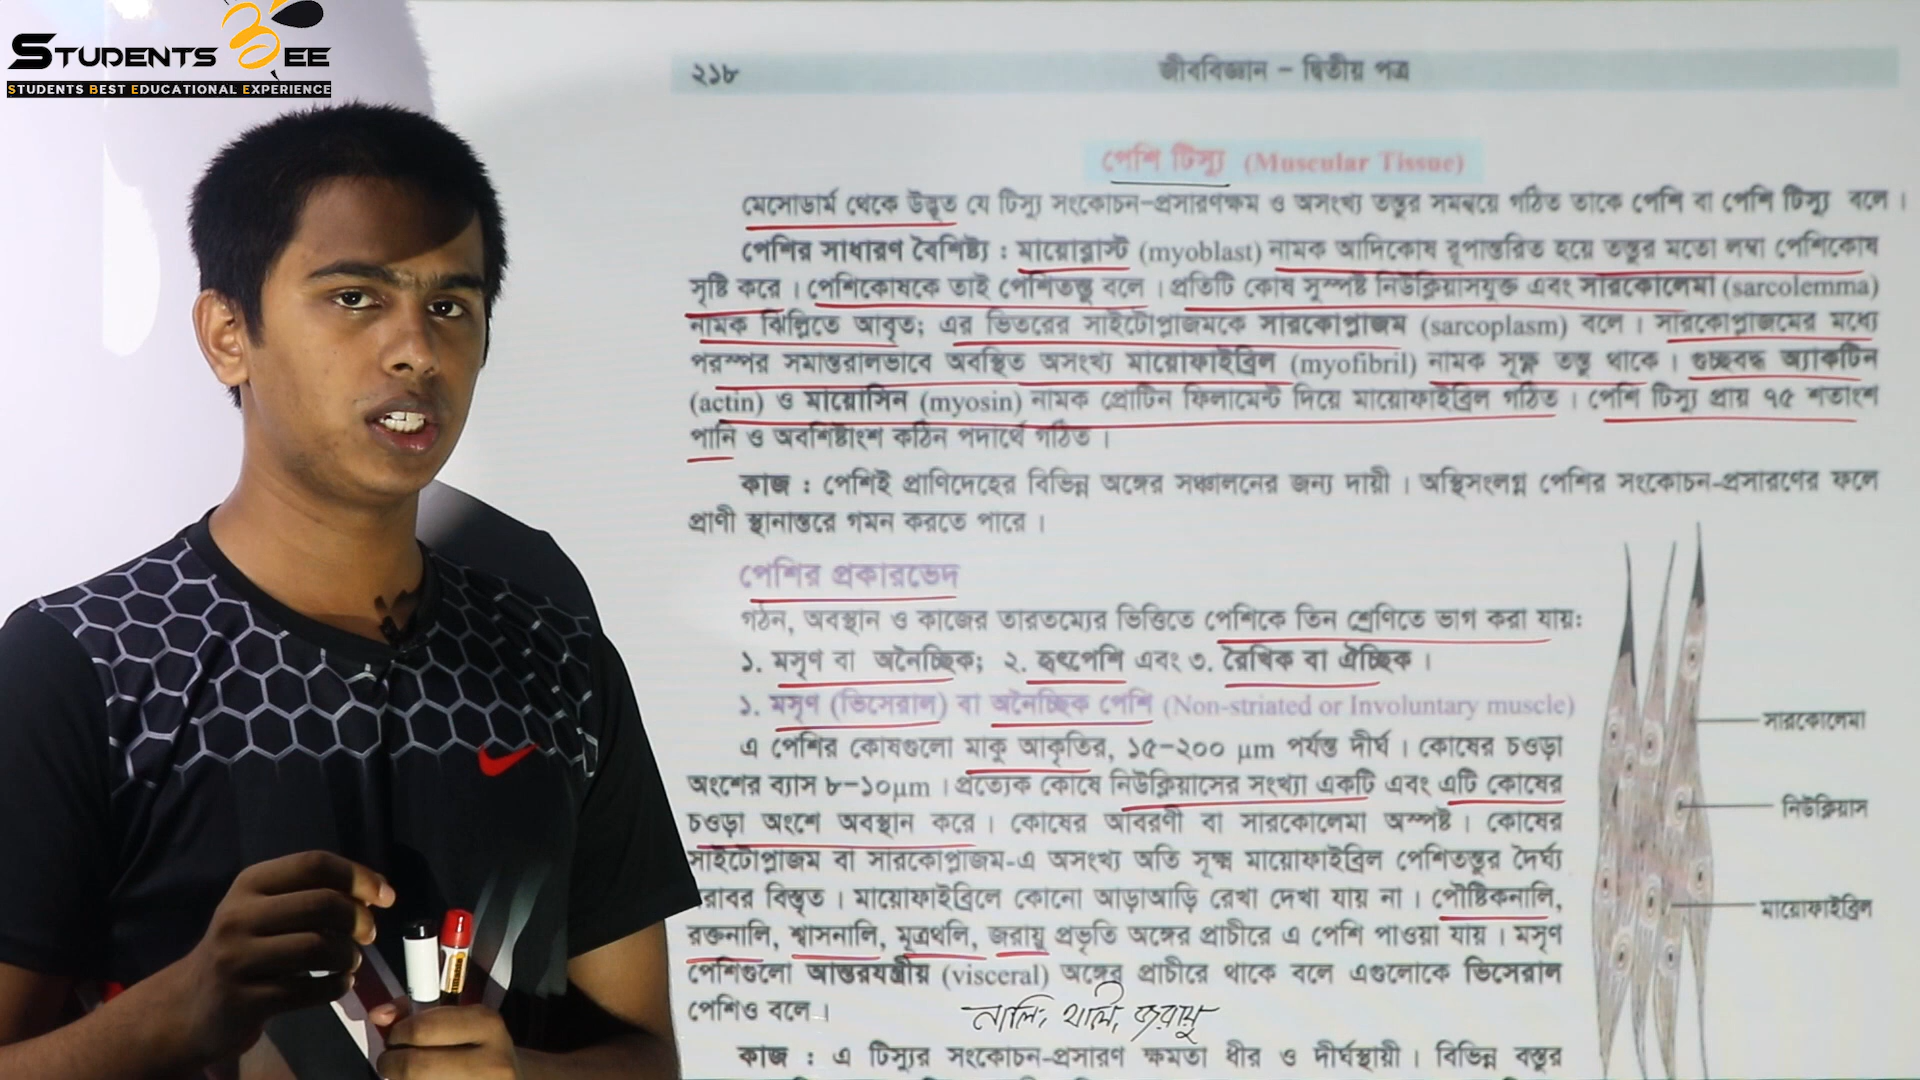 STUDENTS BEE
STUDENTS BEST EDUCATIONAL EXPERIENCE
২১৮
জীববিজ্ঞান – দ্বিতীয় পত্র
পেশি টিস্যু (Muscular Tissue)
মেসোডার্ম থেকে উদ্ভূত যে টিস্যু সংকোচন-প্রসারণক্ষম ও অসংখ্য তন্তুর সমন্বয়ে গঠিত তাকে পেশি বা পেশি টিস্যু বলে।
পেশির সাধারণ বৈশিষ্ট্য : মায়োব্লাস্ট (myoblast) নামক আদিকোষ রূপান্তরিত হয়ে তন্তুর মতো লম্বা পেশিকোষ
সৃষ্টি করে। পেশিকোষকে তাই পেশিতন্তু বলে। প্রতিটি কোষ সুস্পষ্ট নিউক্লিয়াসযুক্ত এবং সারকোলেমা (sarcolemma)
নামক ঝিল্লিতে আবৃত; এর ভিতরের সাইটোপ্লাজমকে সারকোপ্লাজম (sarcoplasm) বলে। সারকোপ্লাজমের মধ্যে
পরস্পর সমান্তরালভাবে অবস্থিত অসংখ্য মায়োফাইব্রিল (myofibril) নামক সূক্ষ্ম তন্তু থাকে। গুচ্ছবদ্ধ অ্যাকটিন
(actin) ও মায়োসিন (myosin) নামক প্রোটিন ফিলামেন্ট দিয়ে মায়োফাইব্রিল গঠিত। পেশি টিস্যু প্রায় ৭৫ শতাংশ
পানি ও অবশিষ্টাংশ কঠিন পদার্থে গঠিত।
কাজ : পেশিই প্রাণিদেহের বিভিন্ন অঙ্গের সঞ্চালনের জন্য দায়ী। অস্থিসংলগ্ন পেশির সংকোচন-প্রসারণের ফলে
প্রাণী স্থানান্তরে গমন করতে পারে।
পেশির প্রকারভেদ
গঠন, অবস্থান ও কাজের তারতম্যের ভিত্তিতে পেশিকে তিন শ্রেণিতে ভাগ করা যায়:
১. মসৃণ বা অনৈচ্ছিক; ২. হৃৎপেশি এবং ৩. রৈখিক বা ঐচ্ছিক।
১. মসৃণ (ভিসেরাল) বা অনৈচ্ছিক পেশি (Non-striated or Involuntary muscle)
এ পেশির কোষগুলো মাকু আকৃতির, ১৫–২০০ µm পর্যন্ত দীর্ঘ। কোষের চওড়া
অংশের ব্যাস ৮–১০µm। প্রত্যেক কোষে নিউক্লিয়াসের সংখ্যা একটি এবং এটি কোষের
চওড়া অংশে অবস্থান করে। কোষের আবরণী বা সারকোলেমা অস্পষ্ট। কোষের
সাইটোপ্লাজম বা সারকোপ্লাজম-এ অসংখ্য অতি সূক্ষ্ম মায়োফাইব্রিল পেশিতন্তুর দৈর্ঘ্য
রাবর বিস্তৃত। মায়োফাইব্রিলে কোনো আড়াআড়ি রেখা দেখা যায় না। পৌষ্টিকনালি,
রক্তনালি, শ্বাসনালি, মূত্রথলি, জরায়ু প্রভৃতি অঙ্গের প্রাচীরে এ পেশি পাওয়া যায়। মসৃণ
পেশিগুলো আন্তরযন্ত্রীয় (visceral) অঙ্গের প্রাচীরে থাকে বলে এগুলোকে ভিসেরাল
পেশিও বলে।
নালি, থলি, জরায়ু
কাজ : এ টিস্যুর সংকোচন-প্রসারণ ক্ষমতা ধীর ও দীর্ঘস্থায়ী। বিভিন্ন বস্তুর
সারকোলেমা
নিউক্লিয়াস
মায়োফাইব্রিল